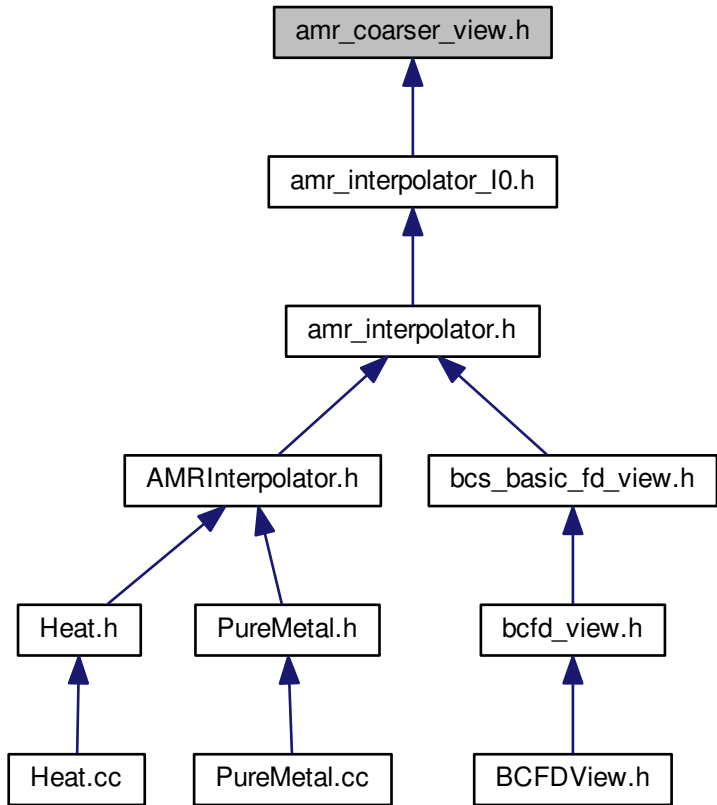 amr_coarser_view.h
amr_interpolator_I0.h
amr_interpolator.h
AMRInterpolator.h
bcs_basic_fd_view.h
Heat.h
PureMetal.h
bcfd_view.h
Heat.cc
PureMetal.cc
BCFDView.h